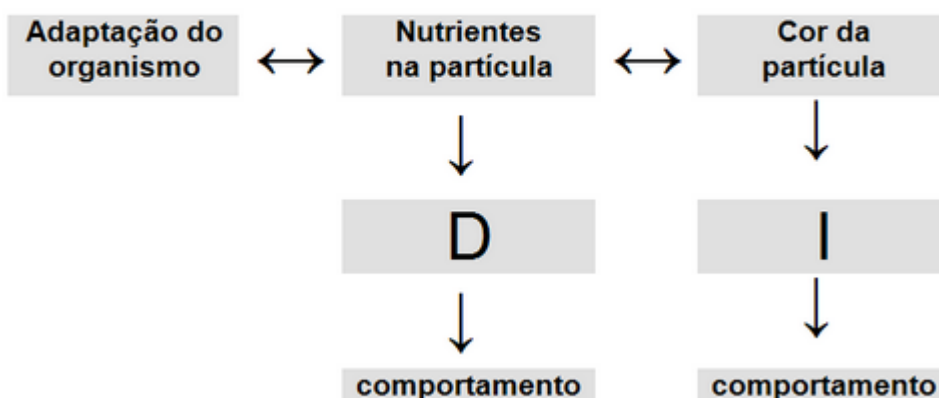 Adaptação do
organismo
Nutrientes
na partícula
Cor da
partícula
D
I
comportamento
comportamento